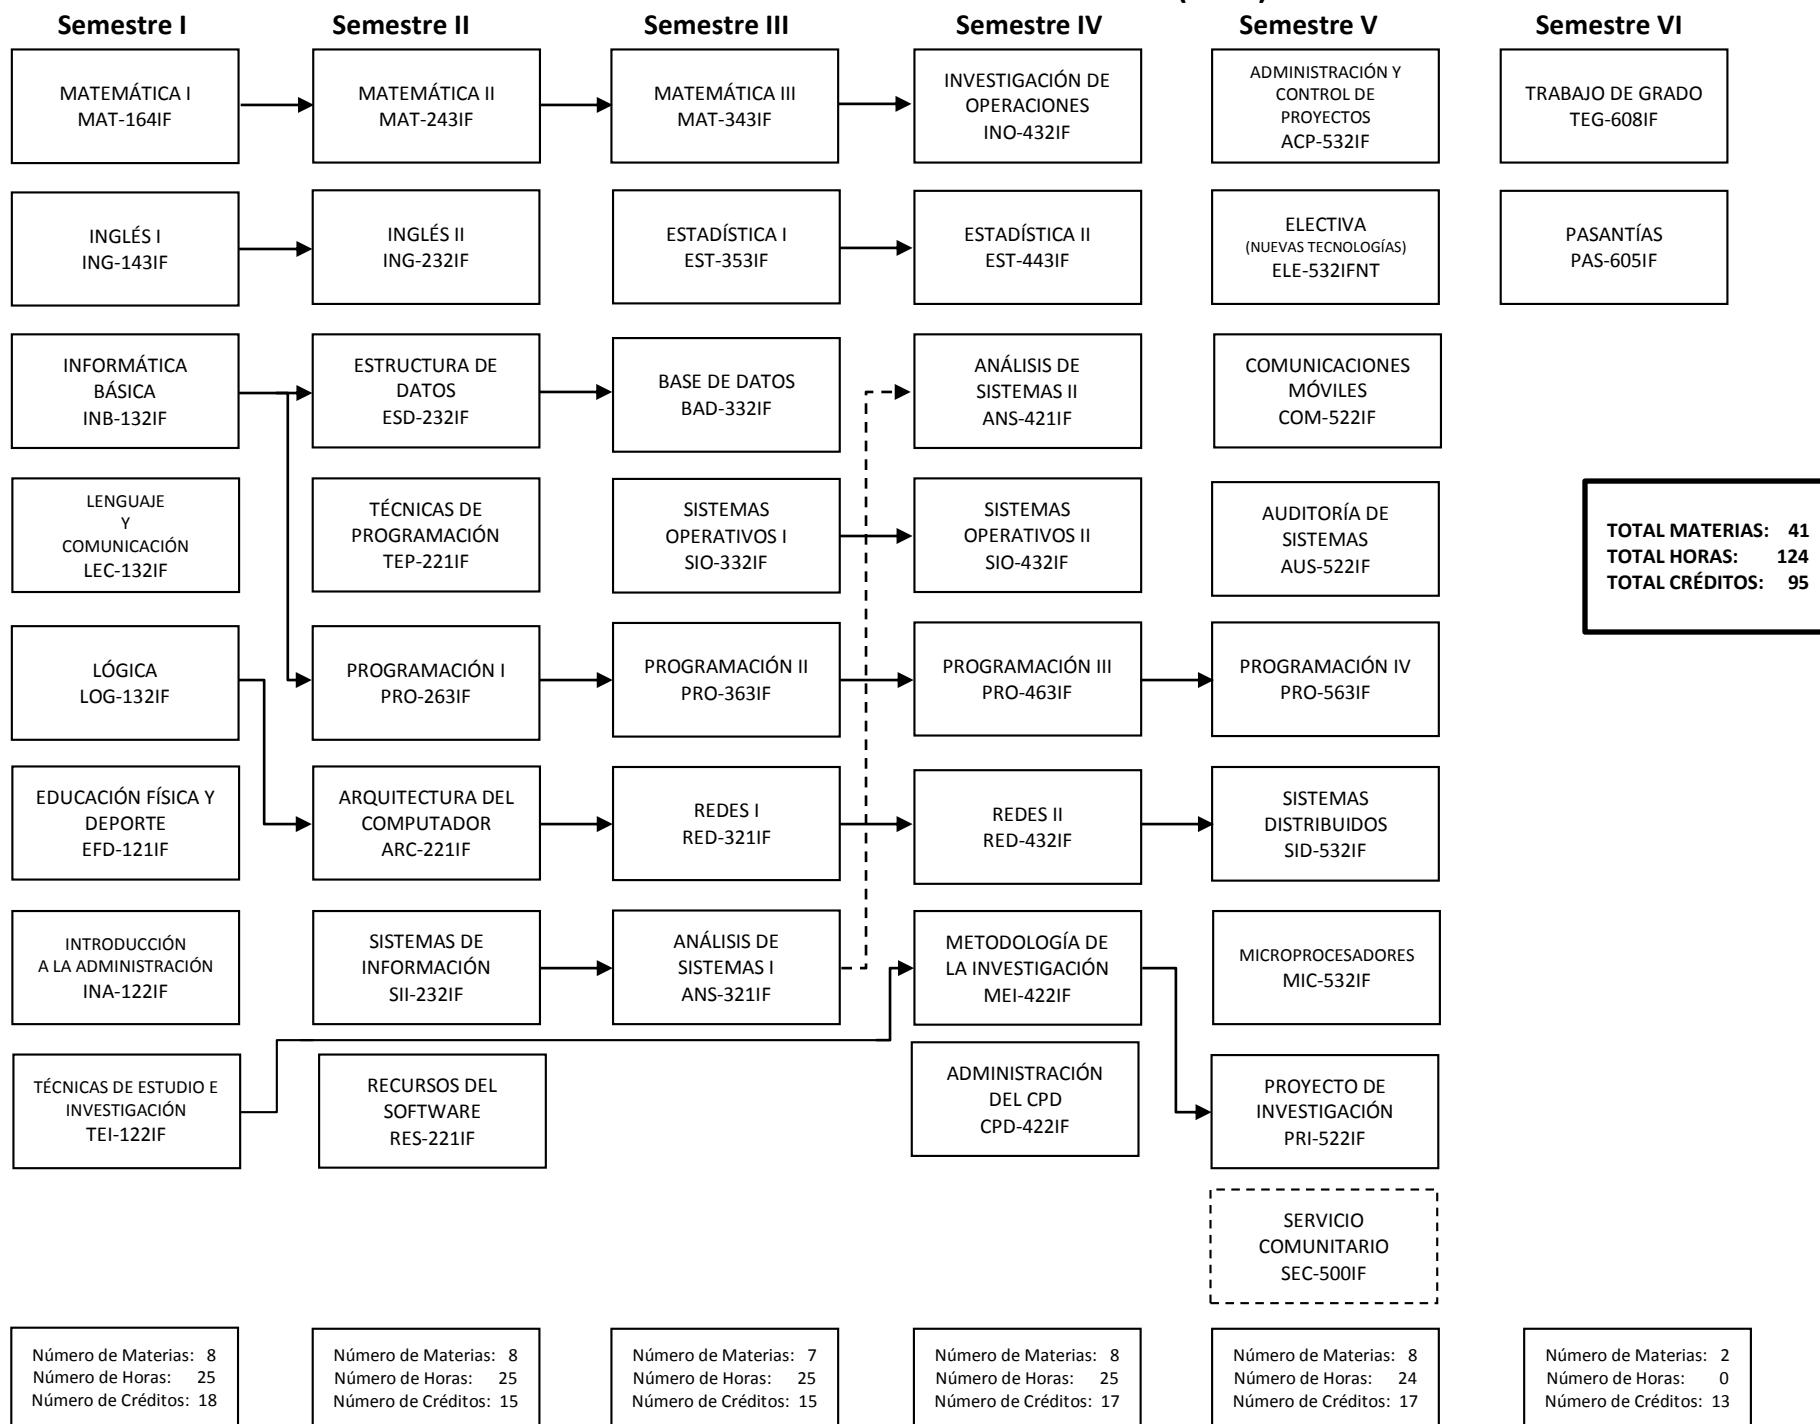 Semestre I
Semestre II
Semestre III
Semestre IV
Semestre V
Semestre VI
MATEMÁTICA I
MAT-164IF
MATEMÁTICA II
MAT-243IF
MATEMÁTICA III
MAT-343IF
INVESTIGACIÓN DE
OPERACIONES
INO-432IF
ADMINISTRACIÓN Y
CONTROL DE
PROYECTOS
ACP-532IF
TRABAJO DE GRADO
TEG-608IF
INGLÉS I
ING-143IF
INGLÉS II
ING-232IF
ESTADÍSTICA I
EST-353IF
ESTADÍSTICA II
EST-443IF
ELECTIVA
(NUEVAS TECNOLOGÍAS)
ELE-532IFNT
PASANTÍAS
PAS-605IF
INFORMÁTICA
BÁSICA
INB-132IF
ESTRUCTURA DE
DATOS
ESD-232IF
BASE DE DATOS
BAD-332IF
ANÁLISIS DE
SISTEMAS II
ANS-421IF
COMUNICACIONES
MÓVILES
COM-522IF
LENGUAJE
Y
COMUNICACIÓN
LEC-132IF
TÉCNICAS DE
PROGRAMACIÓN
TEP-221IF
SISTEMAS
OPERATIVOS I
SIO-332IF
SISTEMAS
OPERATIVOS II
SIO-432IF
AUDITORÍA DE
SISTEMAS
AUS-522IF
TOTAL MATERIAS: 41
TOTAL HORAS: 124
TOTAL CRÉDITOS: 95
LÓGICA
LOG-132IF
PROGRAMACIÓN I
PRO-263IF
PROGRAMACIÓN II
PRO-363IF
PROGRAMACIÓN III
PRO-463IF
PROGRAMACIÓN IV
PRO-563IF
EDUCACIÓN FÍSICA Y
DEPORTE
EFD-121IF
ARQUITECTURA DEL
COMPUTADOR
ARC-221IF
REDES I
RED-321IF
REDES II
RED-432IF
SISTEMAS
DISTRIBUIDOS
SID-532IF
INTRODUCCIÓN
A LA ADMINISTRACIÓN
INA-122IF
SISTEMAS DE
INFORMACIÓN
SII-232IF
ANÁLISIS DE
SISTEMAS I
ANS-321IF
METODOLOGÍA DE
LA INVESTIGACIÓN
MEI-422IF
MICROPROCESADORES
MIC-532IF
TÉCNICAS DE ESTUDIO E
INVESTIGACIÓN
TEI-122IF
RECURSOS DEL
SOFTWARE
RES-221IF
ADMINISTRACIÓN
DEL CPD
CPD-422IF
PROYECTO DE
INVESTIGACIÓN
PRI-522IF
SERVICIO
COMUNITARIO
SEC-500IF
Número de Materias: 8
Número de Horas: 25
Número de Créditos: 18
Número de Materias: 8
Número de Horas: 25
Número de Créditos: 15
Número de Materias: 7
Número de Horas: 25
Número de Créditos: 15
Número de Materias: 8
Número de Horas: 25
Número de Créditos: 17
Número de Materias: 8
Número de Horas: 24
Número de Créditos: 17
Número de Materias: 2
Número de Horas: 0
Número de Créditos: 13